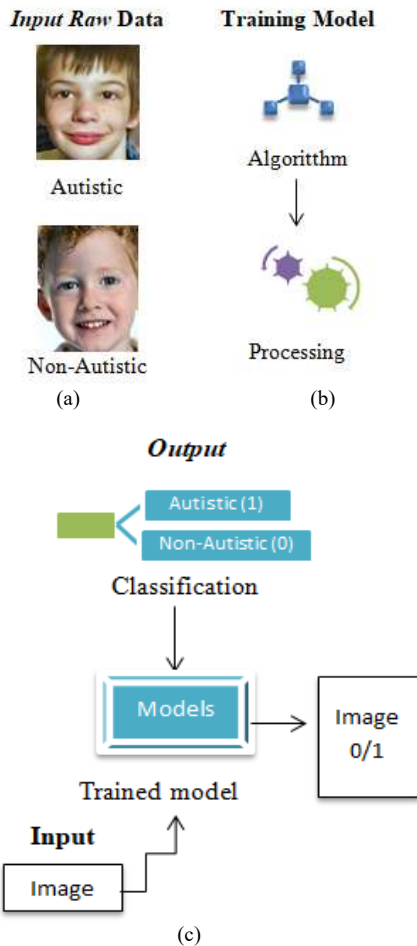 Input Raw Data
Training Model
Autistic
Algoritthm
Non-Autistic
Processing
(a)
(b)
Output
Autistic (1)
Non-Autistic (0)
Classification
Models
Image
0/1
Trained model
Input
Image
(c)